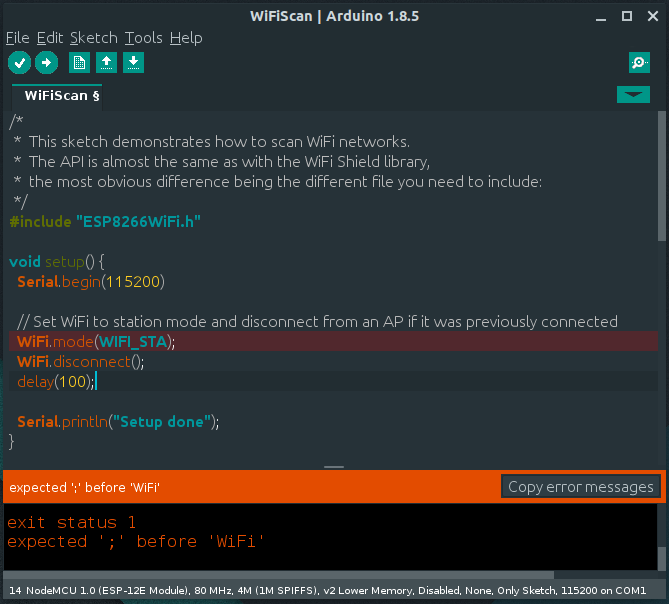 WiFiScan | Arduino 1.8.5
File Edit Sketch Tools Help
WiFiScan §
/*
 *  This sketch demonstrates how to scan WiFi networks.
 *  The API is almost the same as with the WiFi Shield library,
 *  the most obvious difference being the different file you need to include:
 */
#include "ESP8266WiFi.h"
void setup() {
  Serial.begin(115200)
  // Set WiFi to station mode and disconnect from an AP if it was previously connected
  WiFi.mode(WIFI_STA);
  WiFi.disconnect();
  delay(100);
  Serial.println("Setup done");
}
expected ';' before 'WiFi'
Copy error messages
exit status 1
expected ';' before 'WiFi'
14 NodeMCU 1.0 (ESP-12E Module), 80 MHz, 4M (1M SPIFFS), v2 Lower Memory, Disabled, None, Only Sketch, 115200 on COM1